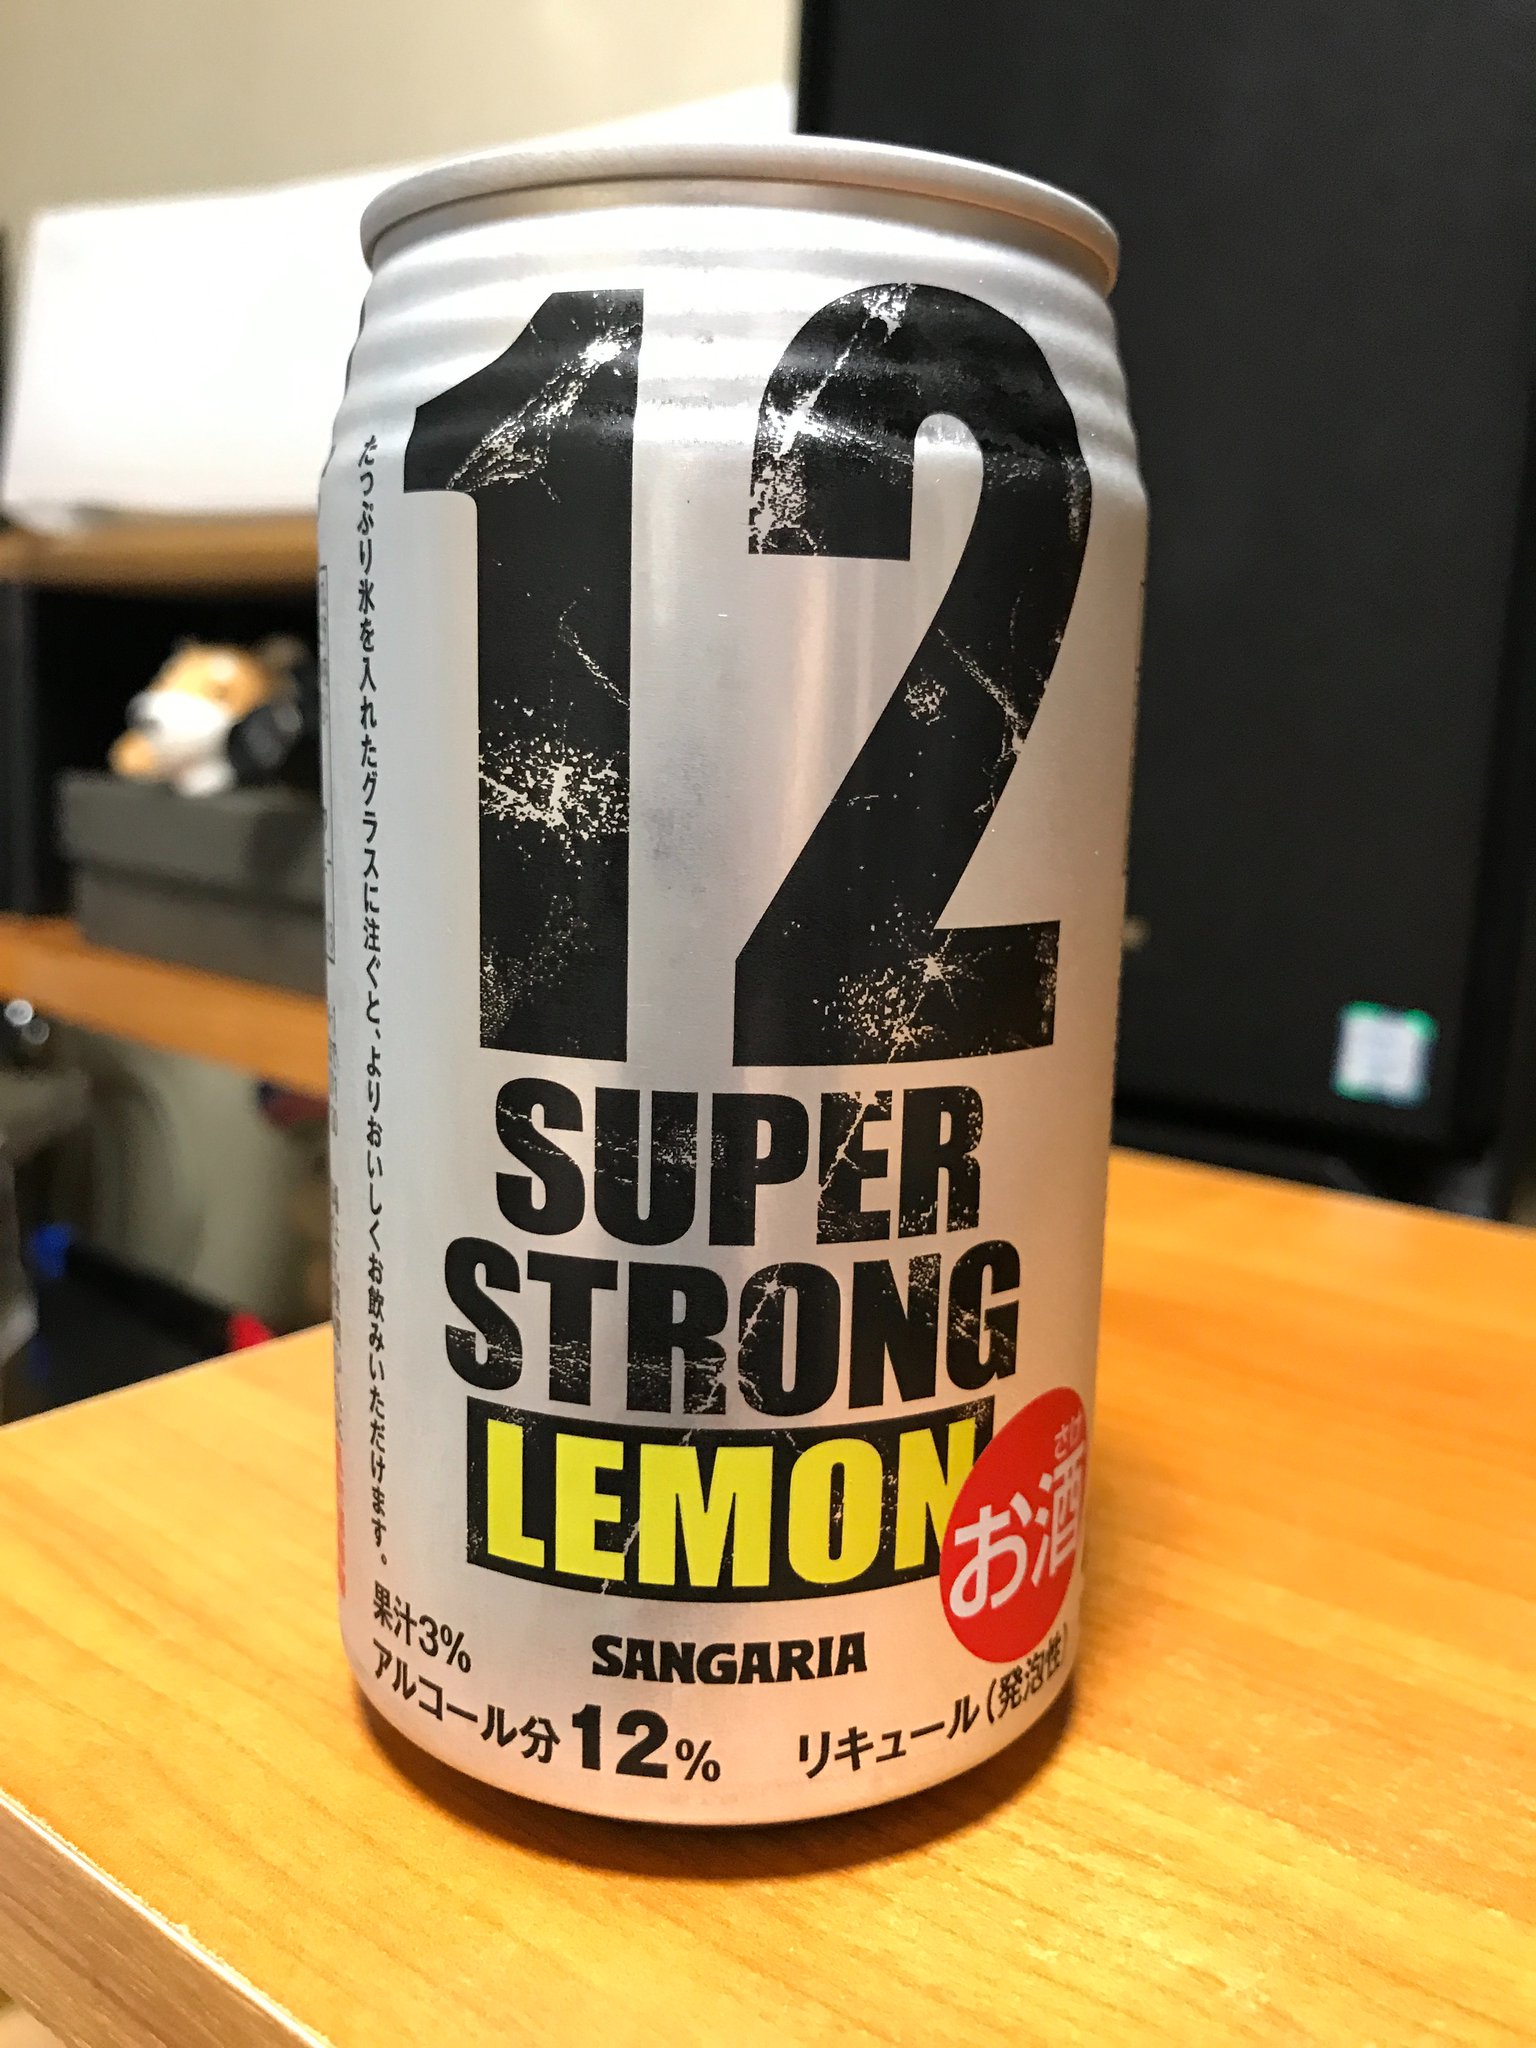 12
SUPER
STRONG
LEMON
さけ
お酒
SANGARIA
たっぷり氷を入れたグラスに注ぐと、よりおいしくお飲みいただけます。
果汁3%
アルコール分12%
リキュール(発泡性)